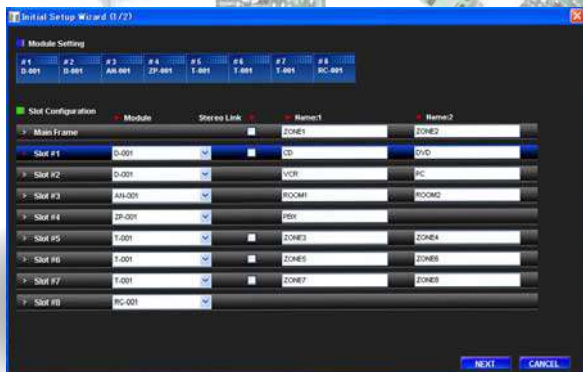 Initial Setup Wizard (1/2)
Module Setting
#1 #2 #3 #4 #5 #6 #7 #8
D-001 D-001 AN-001 ZP-001 T-001 T-001 T-001 RC-001
Slot Configuration
Module Stereo Link Name:1 Name:2
Main Frame ZONE1 ZONE2
Slot #1 D-001 CD DVD
Slot #2 D-001 VCR PC
Slot #3 AN-001 ROOM1 ROOM2
Slot #4 ZP-001 PBX
Slot #5 T-001 ZONE3 ZONE4
Slot #6 T-001 ZONE5 ZONE6
Slot #7 T-001 ZONE7 ZONE8
Slot #8 RC-001
NEXT CANCEL